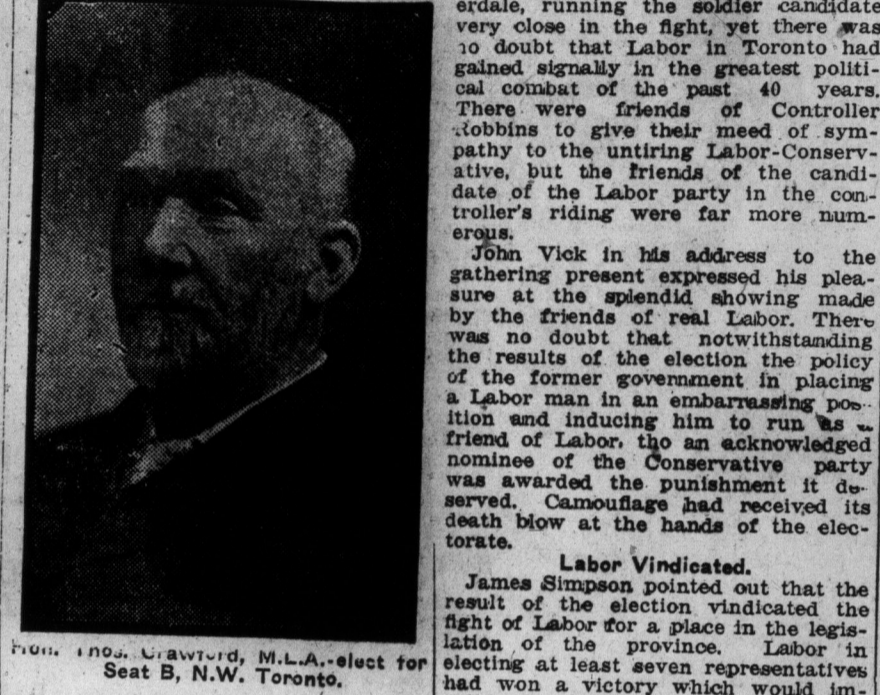 Hon. Thos. Crawford, M.L.A.-elect for
Seat B, N.W. Toronto.
erdale, running the soldier candidate
very close in the fight, yet there was
no doubt that Labor in Toronto had
gained signally in the greatest politi-
cal combat of the past 40 years.
There were friends of Controller
Robbins to give their meed of sym-
pathy to the untiring Labor-Conserv-
ative, but the friends of the candi-
date of the Labor party in the con-
troller's riding were far more num-
erous.
John Vick in his address to the
gathering present expressed his plea-
sure at the splendid showing made
by the friends of real Labor. There
was no doubt that notwithstanding
the results of the election the policy
of the former government in placing
a Labor man in an embarrassing pos-
ition and inducing him to run as a
friend of Labor, tho an acknowledged
nominee of the Conservative party
was awarded the punishment it de-
served. Camouflage had received its
death blow at the hands of the elec-
torate.
Labor Vindicated.
James Simpson pointed out that the
result of the election vindicated the
fight of Labor for a place in the legis-
lation of the province. Labor in
electing at least seven representatives
had won a victory which would im-